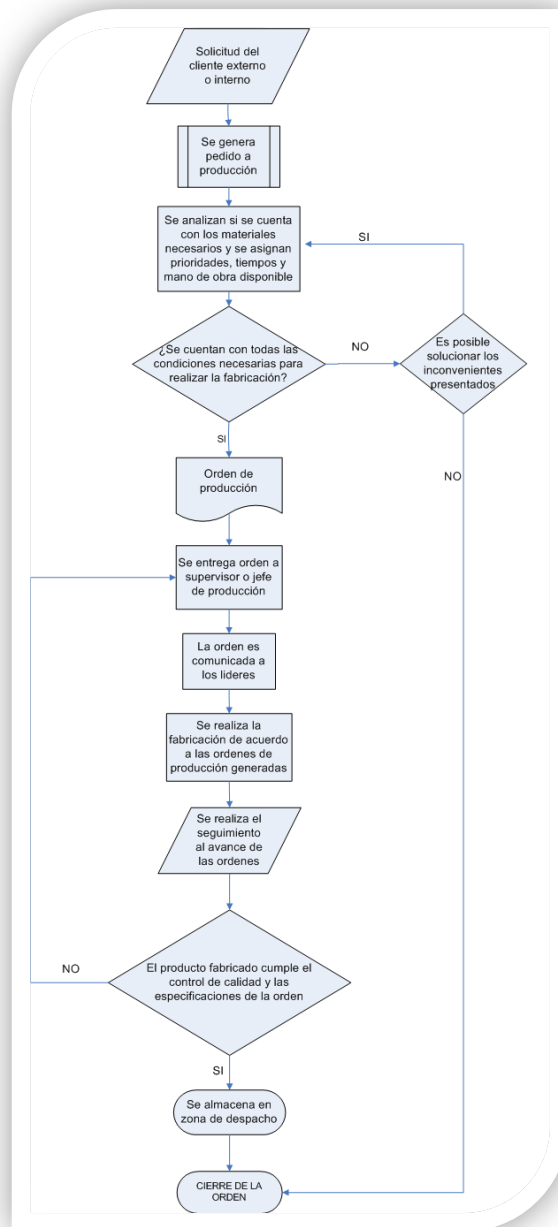 Solicitud del
cliente externo
o interno
Se genera
pedido a
producción
Se analizan si se cuenta
con los materiales
necesarios y se asignan
prioridades, tiempos y
mano de obra disponible
SI
¿Se cuentan con todas las
condiciones necesarias para
realizar la fabricación?
NO
Es posible
solucionar los
inconvenientes
presentados
SI
NO
Orden de
producción
Se entrega orden a
supervisor o jefe
de producción
La orden es
comunicada a
los lideres
Se realiza la
fabricación de acuerdo
a las ordenes de
producción generadas
Se realiza el
seguimiento
al avance de
las ordenes
El producto fabricado cumple el
control de calidad y las
especificaciones de la orden
NO
SI
Se almacena en
zona de despacho
CIERRE DE LA
ORDEN